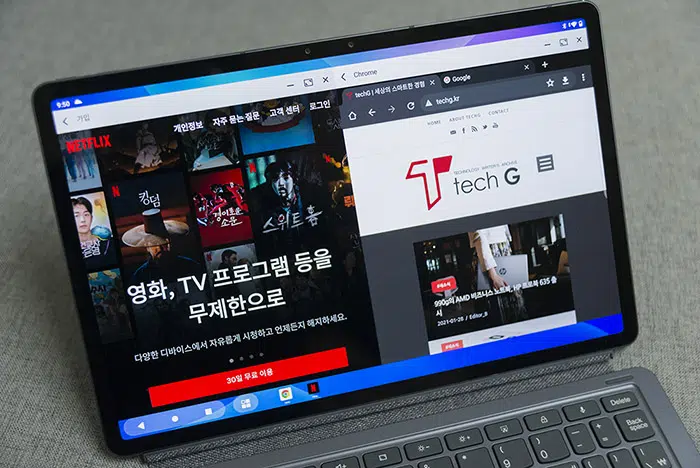 9:50
가입
개인정보 자주 묻는 질문 고객 센터 로그인
NETFLIX
N
킹덤
경이로운
소문
스위트홈
영화, TV 프로그램 등을
무제한으로
다양한 디바이스에서 자유롭게 시청하고 언제든지 해지하세요.
30일 무료 이용
Chrome
techG | 세상의 스마트한 경험
Google
techg.kr
HOME ABOUT TECHG CONTACT
tech G
990g의 AMD 비즈니스 노트북, HP 프로북 635 출
시
2021-01-28 / Editor_B
Delete
Back
space